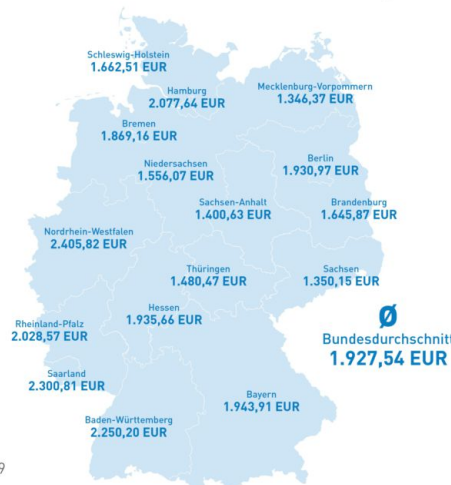 Schleswig-Holstein
1.662,51 EUR
Hamburg
2.077,64 EUR
Mecklenburg-Vorpommern
1.346,37 EUR
Bremen
1.869,16 EUR
Niedersachsen
1.556,07 EUR
Berlin
1.930,97 EUR
Sachsen-Anhalt
1.400,63 EUR
Brandenburg
1.645,87 EUR
Nordrhein-Westfalen
2.405,82 EUR
Thüringen
1.480,47 EUR
Sachsen
1.350,15 EUR
Hessen
1.935,66 EUR
Rheinland-Pfalz
2.028,57 EUR
Ø
Bundesdurchschnitt
1.927,54 EUR
Saarland
2.300,81 EUR
Bayern
1.943,91 EUR
Baden-Württemberg
2.250,20 EUR
9